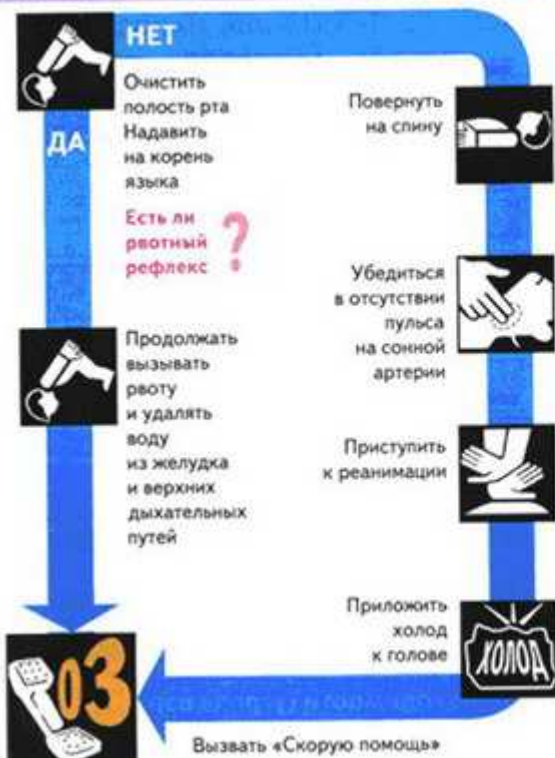 НЕТ
Очистить
полость рта
Надавить
на корень
языка
ДА
Есть ли
рвотный
рефлекс ?
Продолжать
вызывать
рвоту
и удалять
воду
из желудка
и верхних
дыхательных
путей
Повернуть
на спину
Убедиться
в отсутствии
пульса
на сонной
артерии
Приступить
к реанимации
Приложить
холод
к голове
ХОЛОД
03
Вызвать «Скорую помощь»